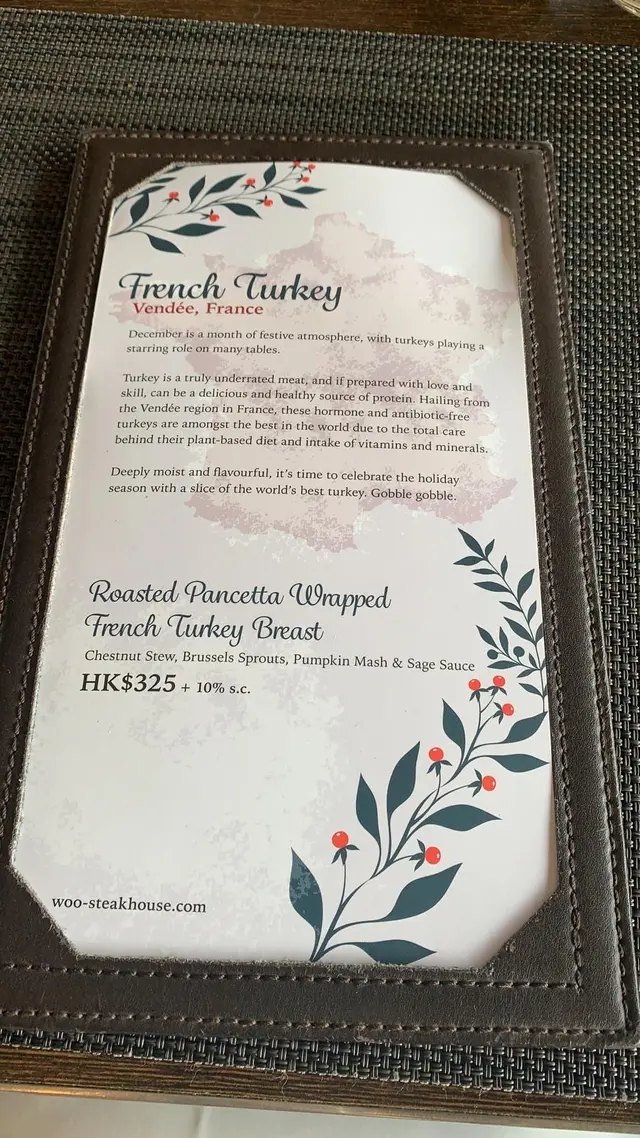 French Turkey
Vendée, France
December is a month of festive atmosphere, with turkeys playing a
starring role on many tables.
Turkey is a truly underrated meat, and if prepared with love and
skill, can be a delicious and healthy source of protein. Hailing from
the Vendée region in France, these hormone and antibiotic-free
turkeys are amongst the best in the world due to the total care
behind their plant-based diet and intake of vitamins and minerals.
Deeply moist and flavourful, it's time to celebrate the holiday
season with a slice of the world's best turkey. Gobble gobble.
Roasted Pancetta Wrapped
French Turkey Breast
Chestnut Stew, Brussels Sprouts, Pumpkin Mash & Sage Sauce
HK$325 + 10% s.c.
woo-steakhouse.com